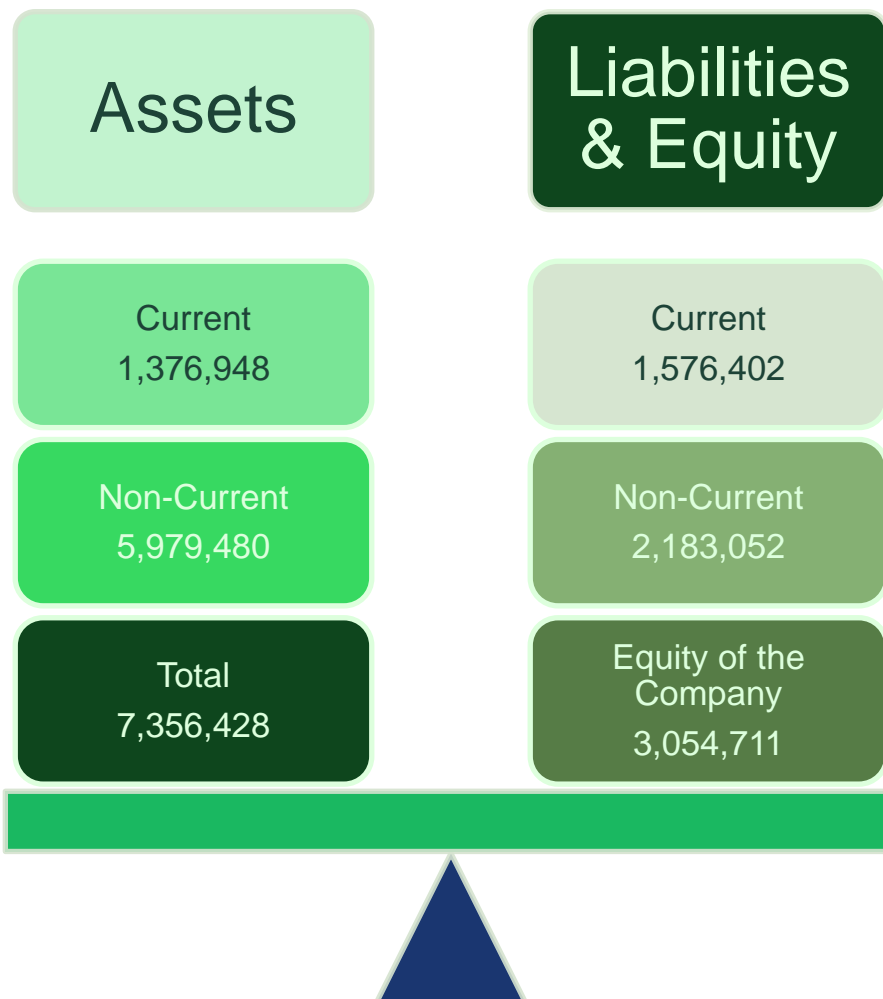 Assets
Current
1,376,948
Non-Current
5,979,480
Total
7,356,428
Liabilities
& Equity
Current
1,576,402
Non-Current
2,183,052
Equity of the
Company
3,054,711